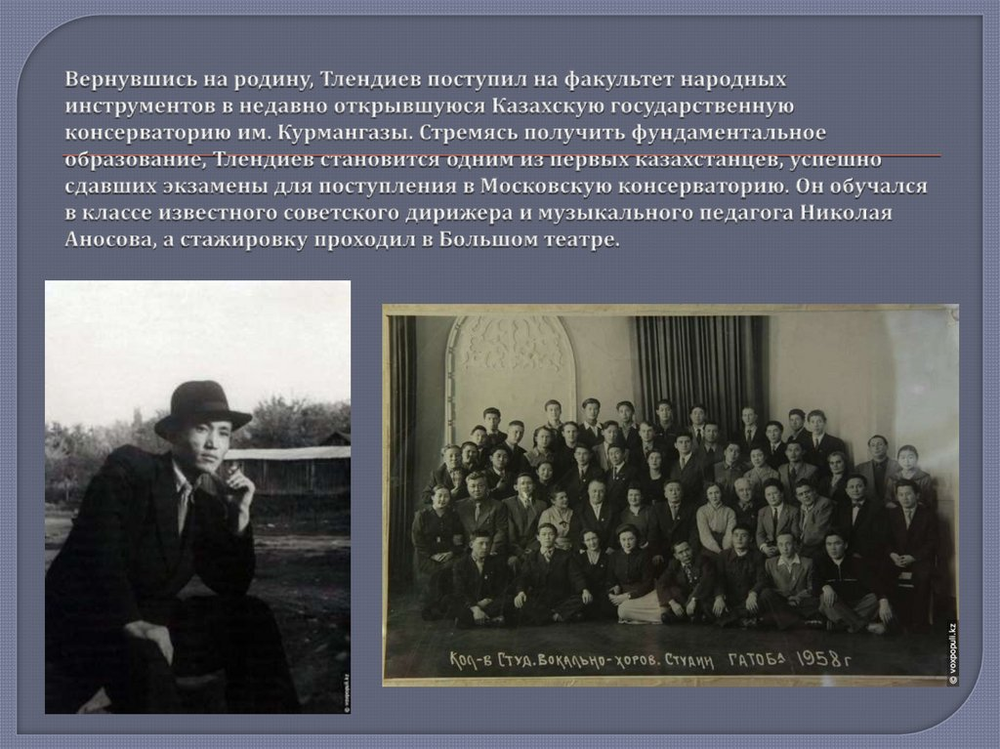 Вернувшись на родину, Тлендиев поступил на факультет народных
инструментов в недавно открывшуюся Казахскую государственную
консерваторию им. Курмангазы. Стремясь получить фундаментальное
образование, Тлендиев становится одним из первых казахстанцев, успешно
сдавших экзамены для поступления в Московскую консерваторию. Он обучался
в классе известного советского дирижера и музыкального педагога Николая
Аносова, а стажировку проходил в Большом театре.
Кол-в Студ. Вокально-хоров. Студии ГАТОБа 1958г
© voxpopuli.kz
© voxpopuli.kz